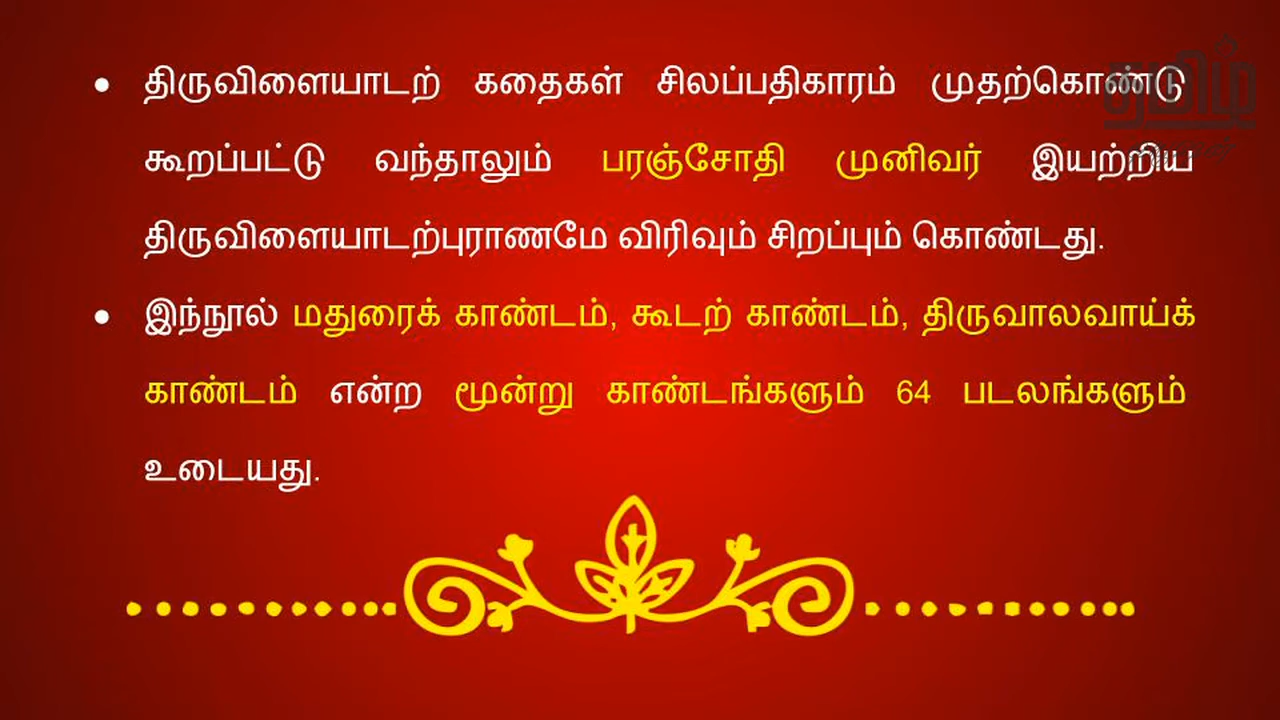 • திருவிளையாடற் கதைகள் சிலப்பதிகாரம் முதற்கொண்டு
கூறப்பட்டு வந்தாலும் பரஞ்சோதி முனிவர் இயற்றிய
திருவிளையாடற்புராணமே விரிவும் சிறப்பும் கொண்டது.
• இந்நூல் மதுரைக் காண்டம், கூடற் காண்டம், திருவாலவாய்க்
காண்டம் என்ற மூன்று காண்டங்களும் 64 படலங்களும்
உடையது.
தமிழ்